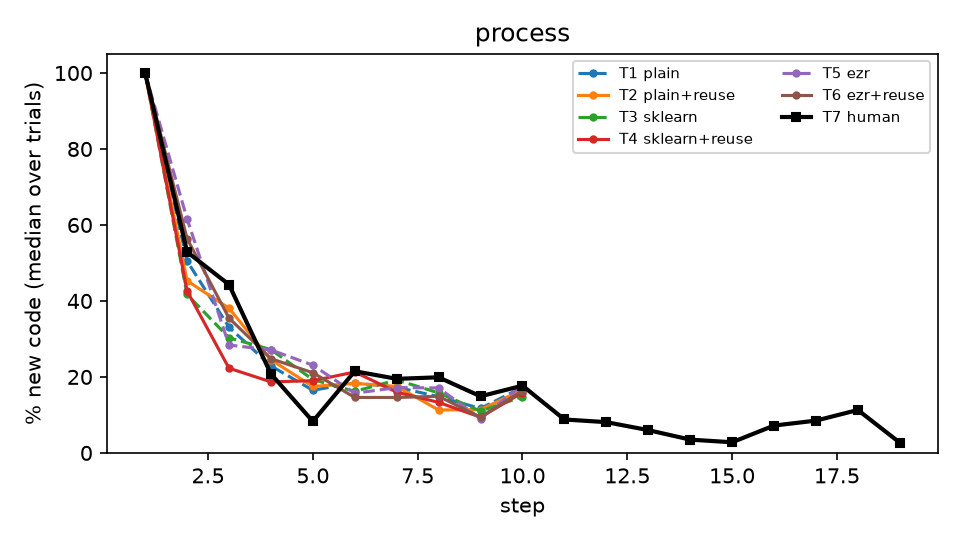 process
% new code (median over trials)
100
80
60
40
20
0
T1 plain
T2 plain+reuse
T3 sklearn
T4 sklearn+reuse
T5 ezr
T6 ezr+reuse
T7 human
2.5 5.0 7.5 10.0 12.5 15.0 17.5
step